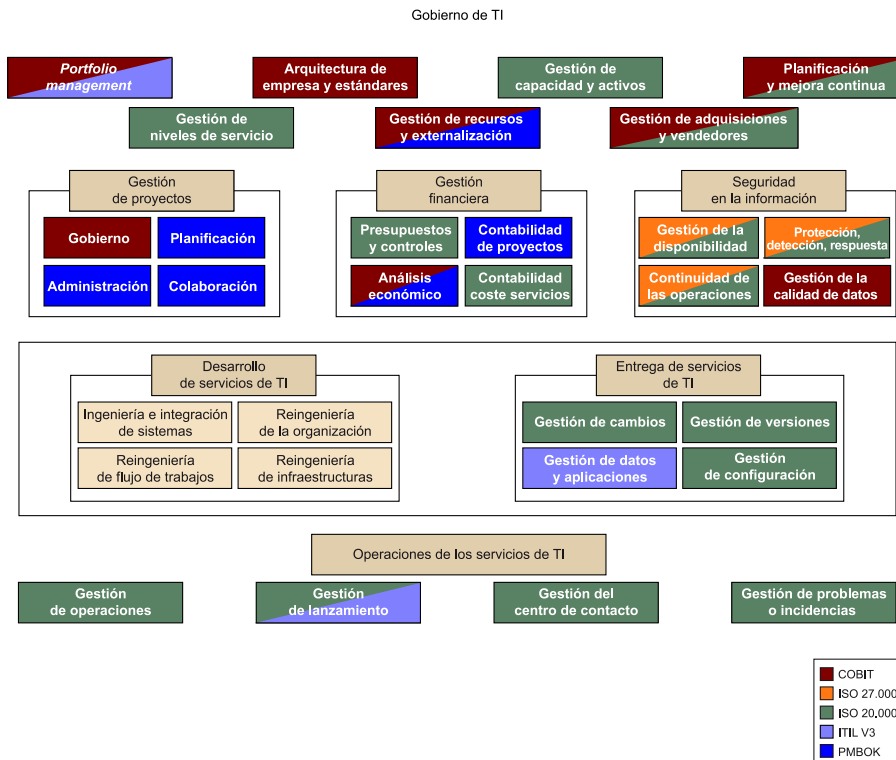 Gobierno de TI
Portfolio
management
Arquitectura de
empresa y estándares
Gestión de
capacidad y activos
Planificación
y mejora continua
Gestión de
niveles de servicio
Gestión de recursos
y externalización
Gestión de adquisiciones
y vendedores
Gestión
de proyectos
Gobierno
Planificación
Administración
Colaboración
Gestión
financiera
Presupuestos
y controles
Contabilidad
de proyectos
Análisis
económico
Contabilidad
coste servicios
Seguridad
en la información
Gestión de la
disponibilidad
Protección,
detección, respuesta
Continuidad de
las operaciones
Gestión de la
calidad de datos
Desarrollo
de servicios de TI
Ingeniería e integración
de sistemas
Reingeniería
de la organización
Reingeniería
de flujo de trabajos
Reingeniería
de infraestructuras
Entrega de servicios
de TI
Gestión de cambios
Gestión de versiones
Gestión de datos
y aplicaciones
Gestión
de configuración
Operaciones de los servicios de TI
Gestión
de operaciones
Gestión
de lanzamiento
Gestión del
centro de contacto
Gestión de problemas
o incidencias
COBIT
ISO 27.000
ISO 20.000
ITIL V3
PMBOK